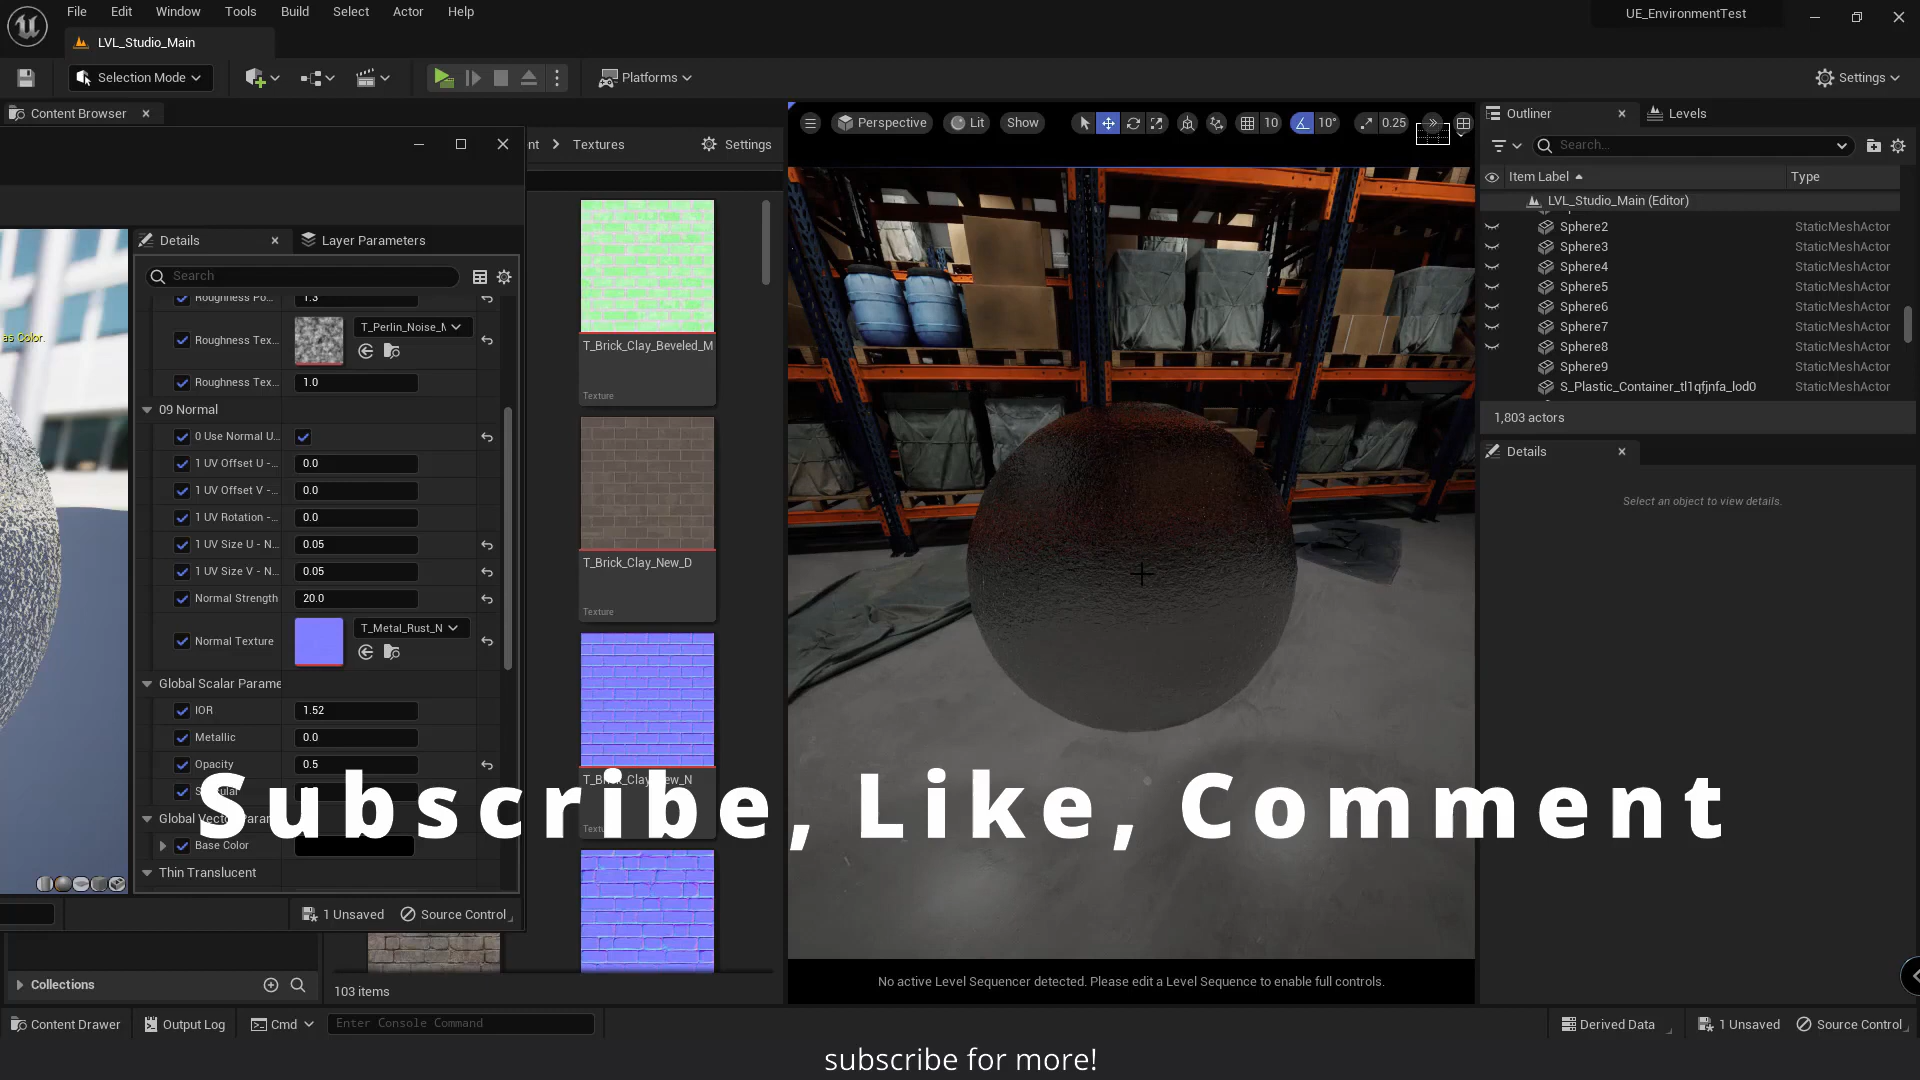 File Edit Window Tools Build Select Actor Help
UE_EnvironmentTest
LVL_Studio_Main
Selection Mode
Platforms
Settings
Content Browser
Textures
Settings
Details
Layer Parameters
Search
1.3
Roughness Tex...
T_Perlin_Noise_M
Roughness Tex...
1.0
09 Normal
0 Use Normal U...
1 UV Offset U -...
0.0
1 UV Offset V -...
0.0
1 UV Rotation -...
0.0
1 UV Size U - N...
0.05
1 UV Size V - N...
0.05
Normal Strength
20.0
Normal Texture
T_Metal_Rust_N
Global Scalar Parame
IOR
1.52
Metallic
0.0
Opacity
0.5
Base Color
Thin Translucent
1 Unsaved
Source Control
as Color.
T_Brick_Clay_Beveled_M
Texture
T_Brick_Clay_New_D
Texture
Collections
103 items
Perspective
Lit
Show
10
10°
0.25
No active Level Sequencer detected. Please edit a Level Sequence to enable full controls.
Outliner
Levels
Search...
Item Label
Type
LVL_Studio_Main (Editor)
Sphere2 StaticMeshActor
Sphere3 StaticMeshActor
Sphere4 StaticMeshActor
Sphere5 StaticMeshActor
Sphere6 StaticMeshActor
Sphere7 StaticMeshActor
Sphere8 StaticMeshActor
Sphere9 StaticMeshActor
S_Plastic_Container_tl1qfjnfa_lod0 StaticMeshActor
1,803 actors
Details
Select an object to view details.
Subscribe, Like, Comment
Content Drawer
Output Log
Cmd
Enter Console Command
Derived Data
1 Unsaved
Source Control
subscribe for more!